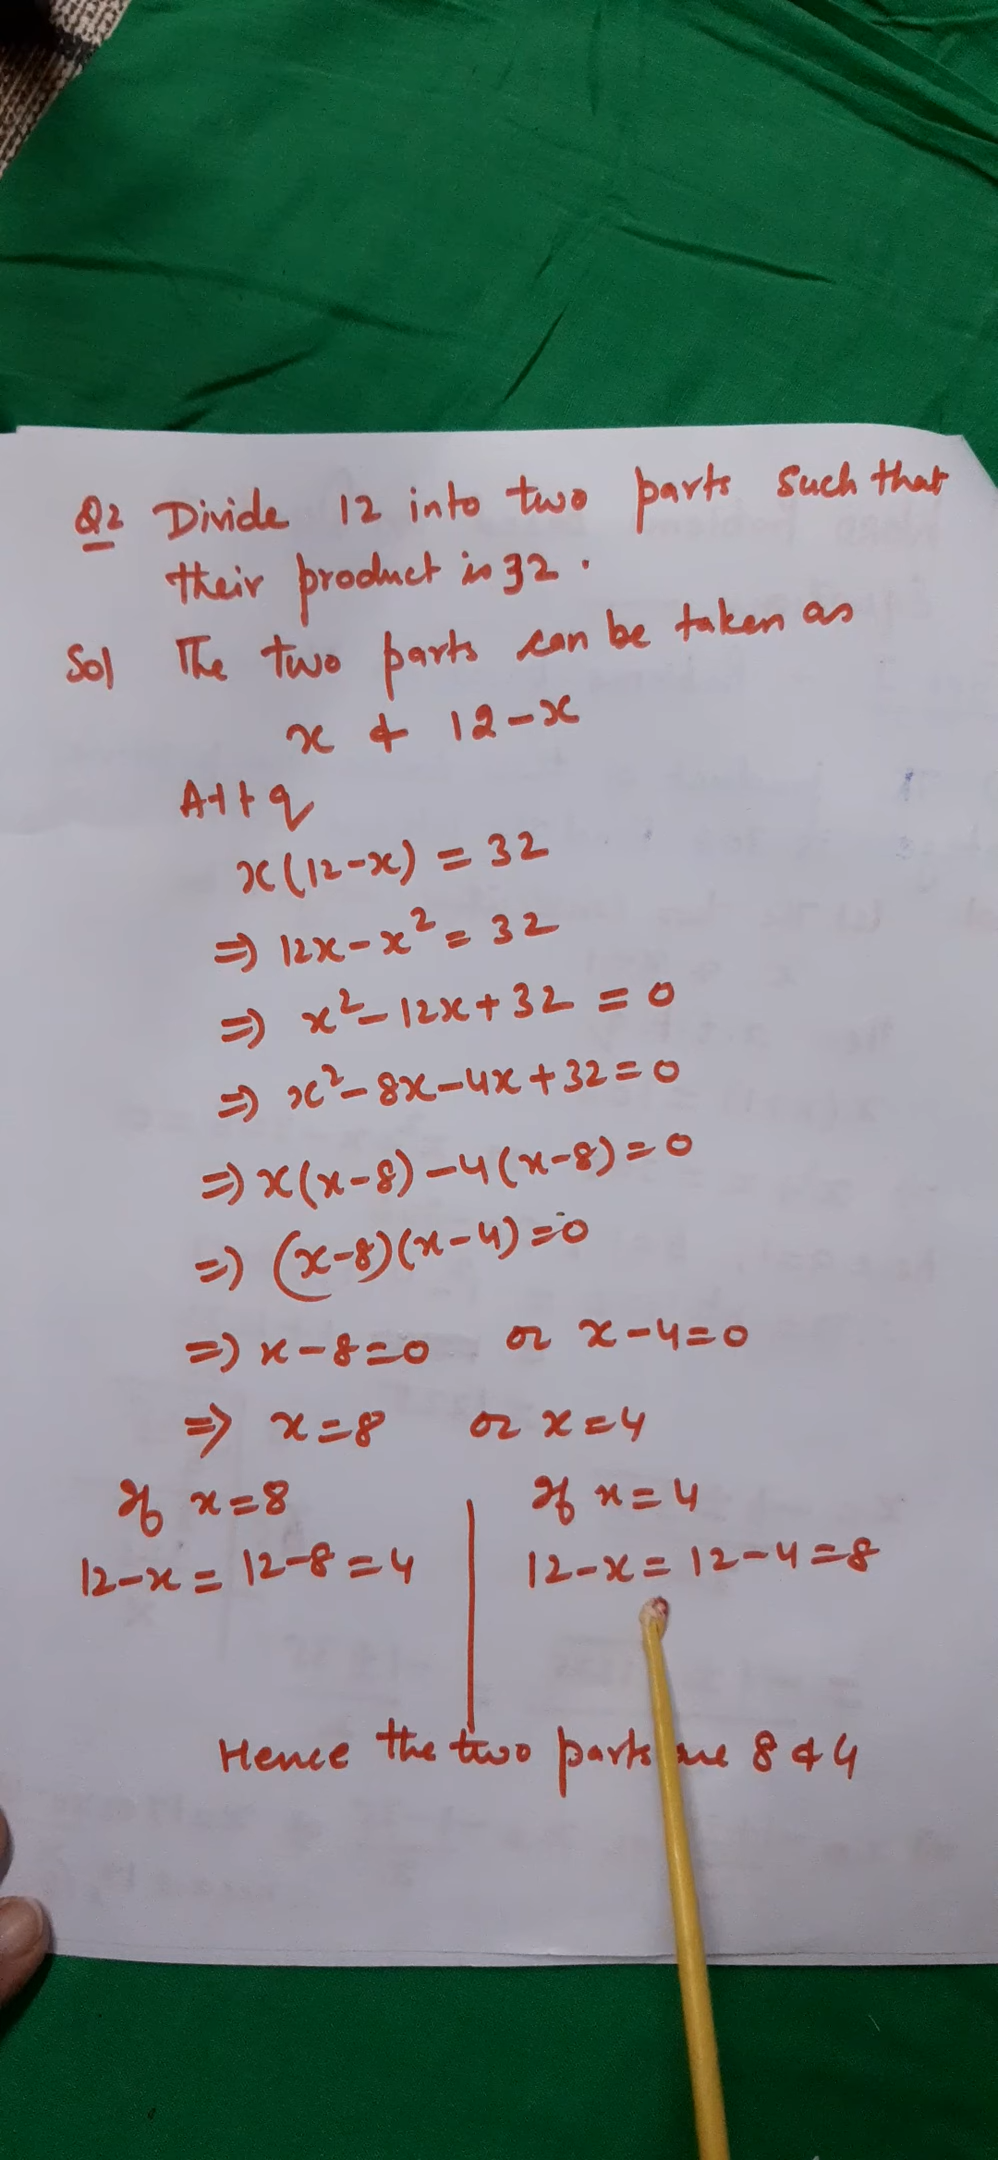 Q2 Divide 12 into two parts such that
their product is 32.
Sol The two parts can be taken as
x & 12-x
Attq
x(12-x) = 32
⇒ 12x-x² = 32
⇒ x²-12x+32 = 0
⇒ x²-8x-4x+32=0
⇒ x(x-8)-4(x-8)=0
⇒ (x-8)(x-4)=0
⇒ x-8=0 or x-4=0
⇒ x=8 or x=4
If x=8 If x=4
12-x=12-8=4 12-x=12-4=8
Hence the two parts are 8 & 4